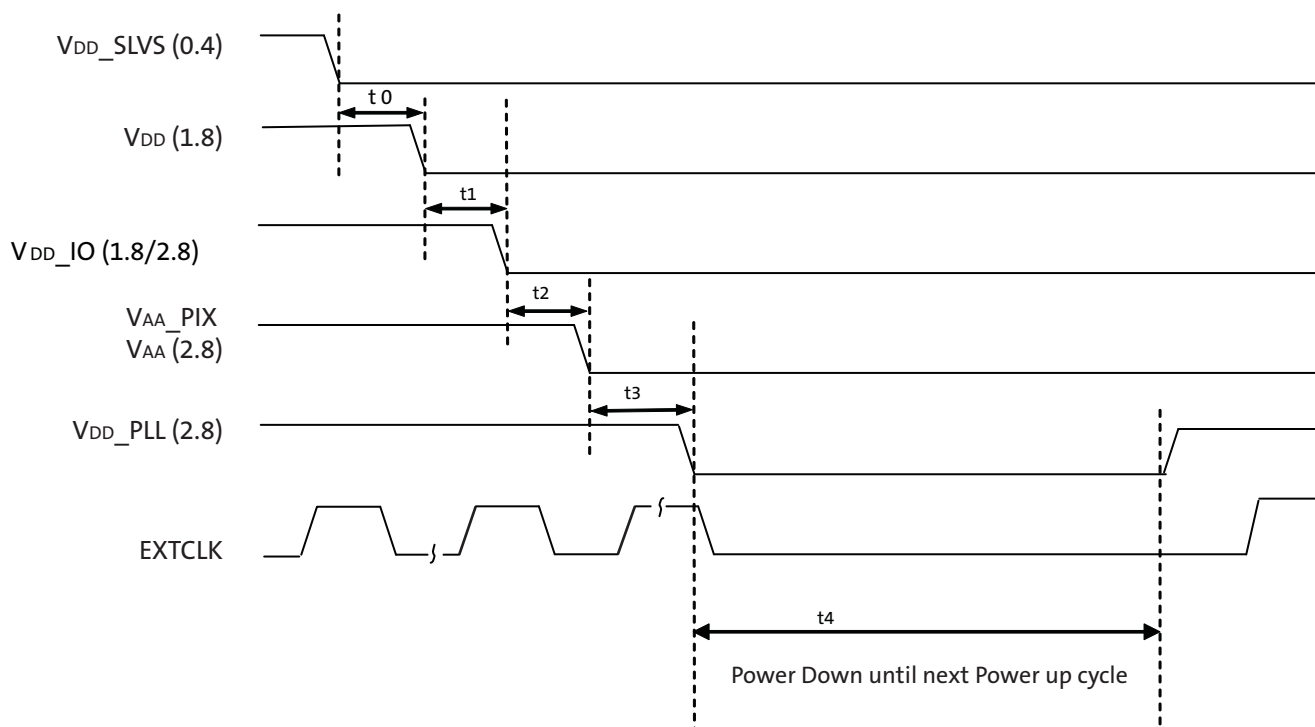 VDD_SLVS (0.4)
t 0
VDD (1.8)
t1
VDD_IO (1.8/2.8)
t2
VAA_PIX
VAA (2.8)
t3
VDD_PLL (2.8)
EXTCLK
t4
Power Down until next Power up cycle